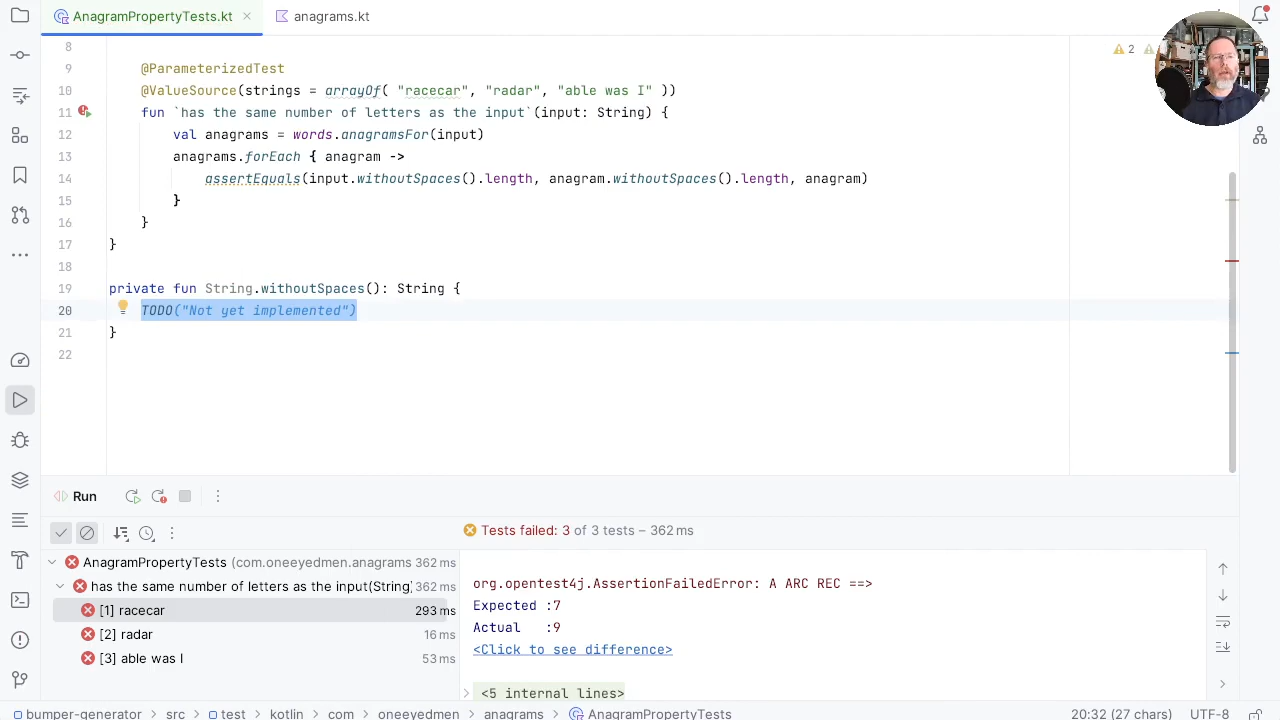 AnagramPropertyTests.kt
anagrams.kt
8
9 @ParameterizedTest
10 @ValueSource(strings = arrayOf( "racecar", "radar", "able was I" ))
11 fun `has the same number of letters as the input`(input: String) {
12 val anagrams = words.anagramsFor(input)
13 anagrams.forEach { anagram ->
14 assertEquals(input.withoutSpaces().length, anagram.withoutSpaces().length, anagram)
15 }
16 }
17 }
18
19 private fun String.withoutSpaces(): String {
20 TODO("Not yet implemented")
21 }
22
2
Run
Tests failed: 3 of 3 tests – 362 ms
AnagramPropertyTests (com.oneeyedmen.anagrams 362 ms
has the same number of letters as the input(String) 362 ms
[1] racecar 293 ms
[2] radar 16 ms
[3] able was I 53 ms
org.opentest4j.AssertionFailedError: A ARC REC ==>
Expected :7
Actual :9
<Click to see difference>
<5 internal lines>
bumper-generator > src > test > kotlin > com > oneeyedmen > anagrams > AnagramPropertyTests
20:32 (27 chars) UTF-8